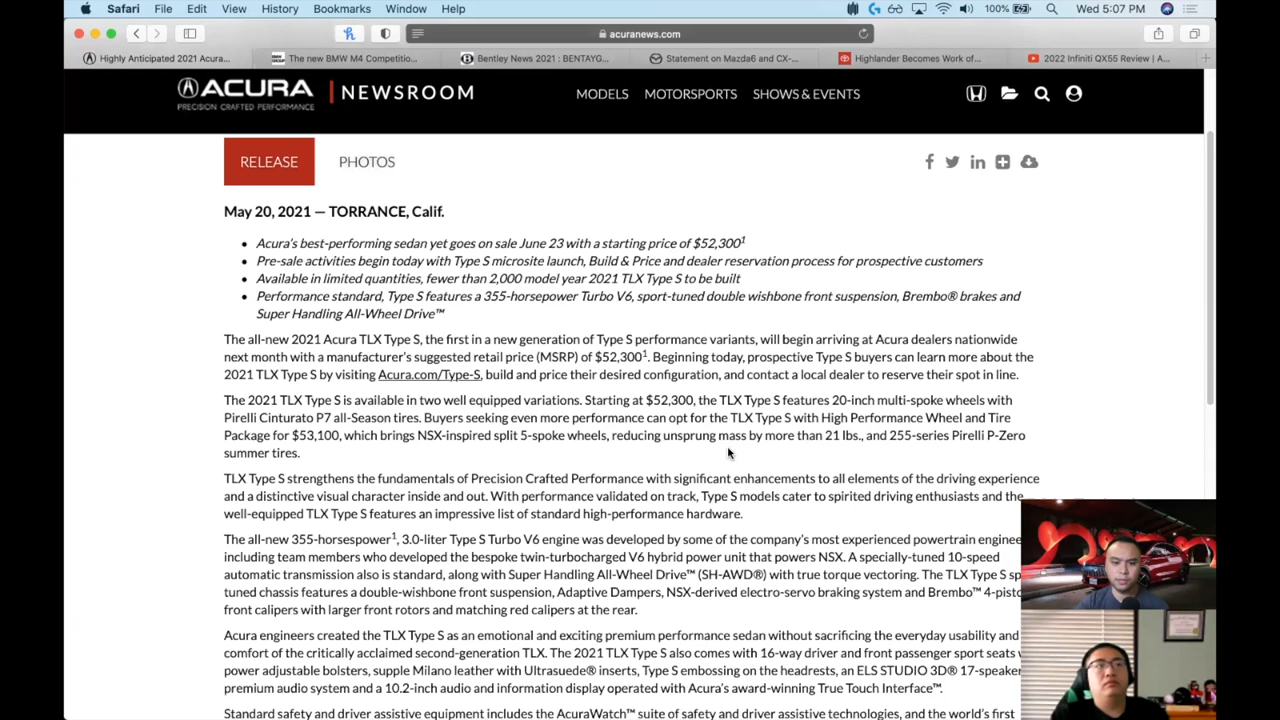 Safari File Edit View History Bookmarks Window Help 100% Wed 5:07 PM
acuranews.com
Highly Anticipated 2021 Acura... The new BMW M4 Competitio... Bentley News 2021 : BENTAYG... Statement on Mazda6 and CX-... Highlander Becomes Work of... 2022 Infiniti QX55 Review | A...
ACURA NEWSROOM MODELS MOTORSPORTS SHOWS & EVENTS
PRECISION CRAFTED PERFORMANCE
RELEASE PHOTOS
May 20, 2021 — TORRANCE, Calif.
• Acura's best-performing sedan yet goes on sale June 23 with a starting price of $52,300¹
• Pre-sale activities begin today with Type S microsite launch, Build & Price and dealer reservation process for prospective customers
• Available in limited quantities, fewer than 2,000 model year 2021 TLX Type S to be built
• Performance standard, Type S features a 355-horsepower Turbo V6, sport-tuned double wishbone front suspension, Brembo® brakes and
Super Handling All-Wheel Drive™
The all-new 2021 Acura TLX Type S, the first in a new generation of Type S performance variants, will begin arriving at Acura dealers nationwide
next month with a manufacturer's suggested retail price (MSRP) of $52,300¹. Beginning today, prospective Type S buyers can learn more about the
2021 TLX Type S by visiting Acura.com/Type-S, build and price their desired configuration, and contact a local dealer to reserve their spot in line.
The 2021 TLX Type S is available in two well equipped variations. Starting at $52,300, the TLX Type S features 20-inch multi-spoke wheels with
Pirelli Cinturato P7 all-Season tires. Buyers seeking even more performance can opt for the TLX Type S with High Performance Wheel and Tire
Package for $53,100, which brings NSX-inspired split 5-spoke wheels, reducing unsprung mass by more than 21 lbs., and 255-series Pirelli P-Zero
summer tires.
TLX Type S strengthens the fundamentals of Precision Crafted Performance with significant enhancements to all elements of the driving experience
and a distinctive visual character inside and out. With performance validated on track, Type S models cater to spirited driving enthusiasts and the
well-equipped TLX Type S features an impressive list of standard high-performance hardware.
The all-new 355-horsespower¹, 3.0-liter Type S Turbo V6 engine was developed by some of the company's most experienced powertrain enginee
including team members who developed the bespoke twin-turbocharged V6 hybrid power unit that powers NSX. A specially-tuned 10-speed
automatic transmission also is standard, along with Super Handling All-Wheel Drive™ (SH-AWD®) with true torque vectoring. The TLX Type S sp
tuned chassis features a double-wishbone front suspension, Adaptive Dampers, NSX-derived electro-servo braking system and Brembo™ 4-pisto
front calipers with larger front rotors and matching red calipers at the rear.
Acura engineers created the TLX Type S as an emotional and exciting premium performance sedan without sacrificing the everyday usability and
comfort of the critically acclaimed second-generation TLX. The 2021 TLX Type S also comes with 16-way driver and front passenger sport seats
power adjustable bolsters, supple Milano leather with Ultrasuede® inserts, Type S embossing on the headrests, an ELS STUDIO 3D® 17-speaker
premium audio system and a 10.2-inch audio and information display operated with Acura's award-winning True Touch Interface™.
Standard safety and driver assistive equipment includes the AcuraWatch™ suite of safety and driver assistive technologies, and the world's first